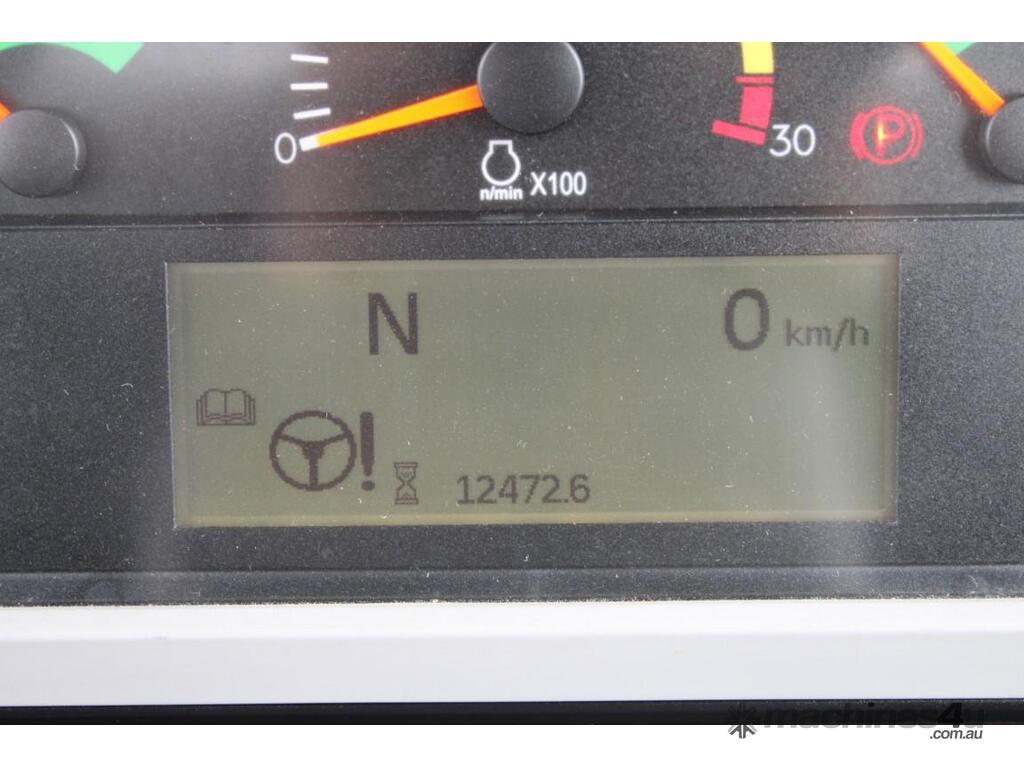 0
30
P
n/min X100
N 0 km/h
12472.6
machines4u
.com.au